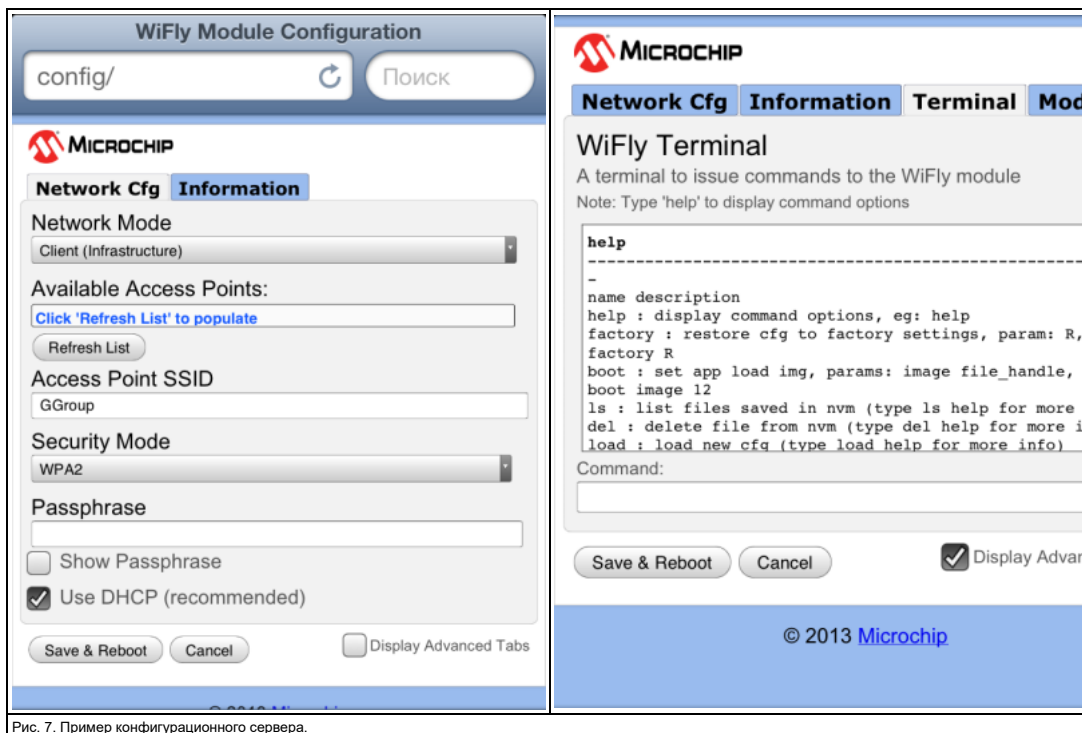 WiFly Module Configuration
config/
Поиск
MICROCHIP
Network Cfg Information
Network Mode
Client (Infrastructure)
Available Access Points:
Click 'Refresh List' to populate
Refresh List
Access Point SSID
GGroup
Security Mode
WPA2
Passphrase
Show Passphrase
Use DHCP (recommended)
Save & Reboot Cancel Display Advanced Tabs
MICROCHIP
Network Cfg Information Terminal Mod
WiFly Terminal
A terminal to issue commands to the WiFly module
Note: Type 'help' to display command options
help
--------------------------------------------------
-
name description
help : display command options, eg: help
factory : restore cfg to factory settings, param: R,
factory R
boot : set app load img, params: image file_handle,
boot image 12
ls : list files saved in nvm (type ls help for more
del : delete file from nvm (type del help for more i
load : load new cfg (type load help for more info)
Command:
Save & Reboot Cancel Display Advan
© 2013 Microchip
Рис. 7. Пример конфигурационного сервера.